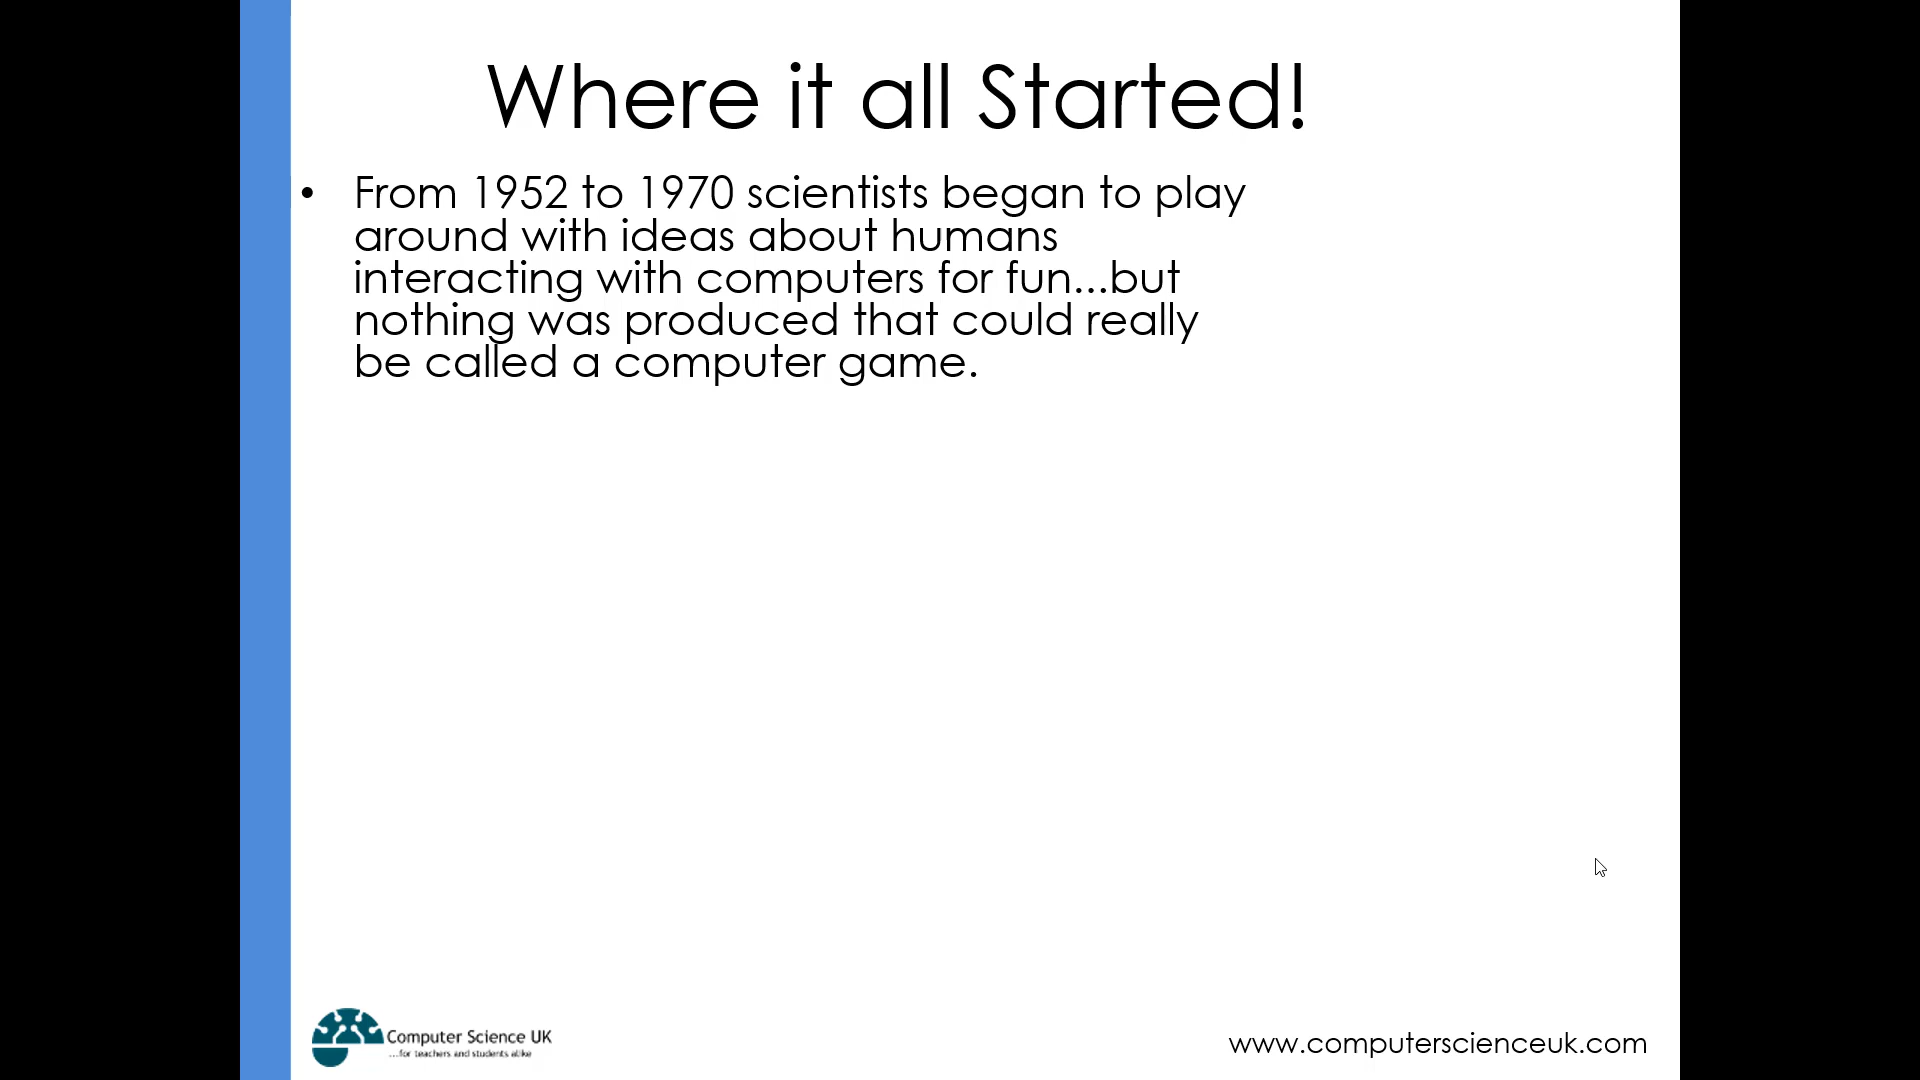 Where it all Started!
• From 1952 to 1970 scientists began to play
around with ideas about humans
interacting with computers for fun...but
nothing was produced that could really
be called a computer game.
Computer Science UK
...for teachers and students alike
www.computerscienceuk.com